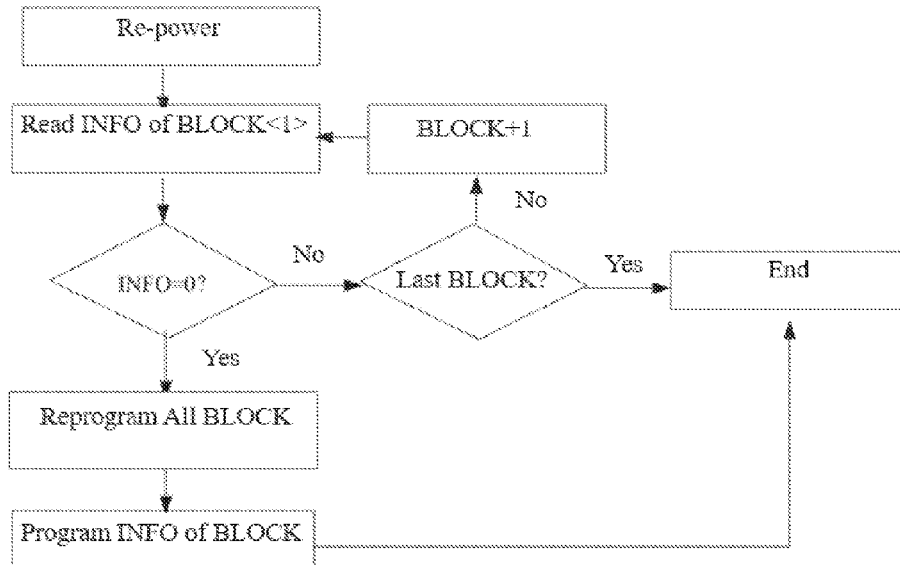 Re-power
Read INFO of BLOCK<1>
BLOCK+1
No
INFO=0?
No
Last BLOCK?
Yes
End
Yes
Reprogram All BLOCK
Program INFO of BLOCK